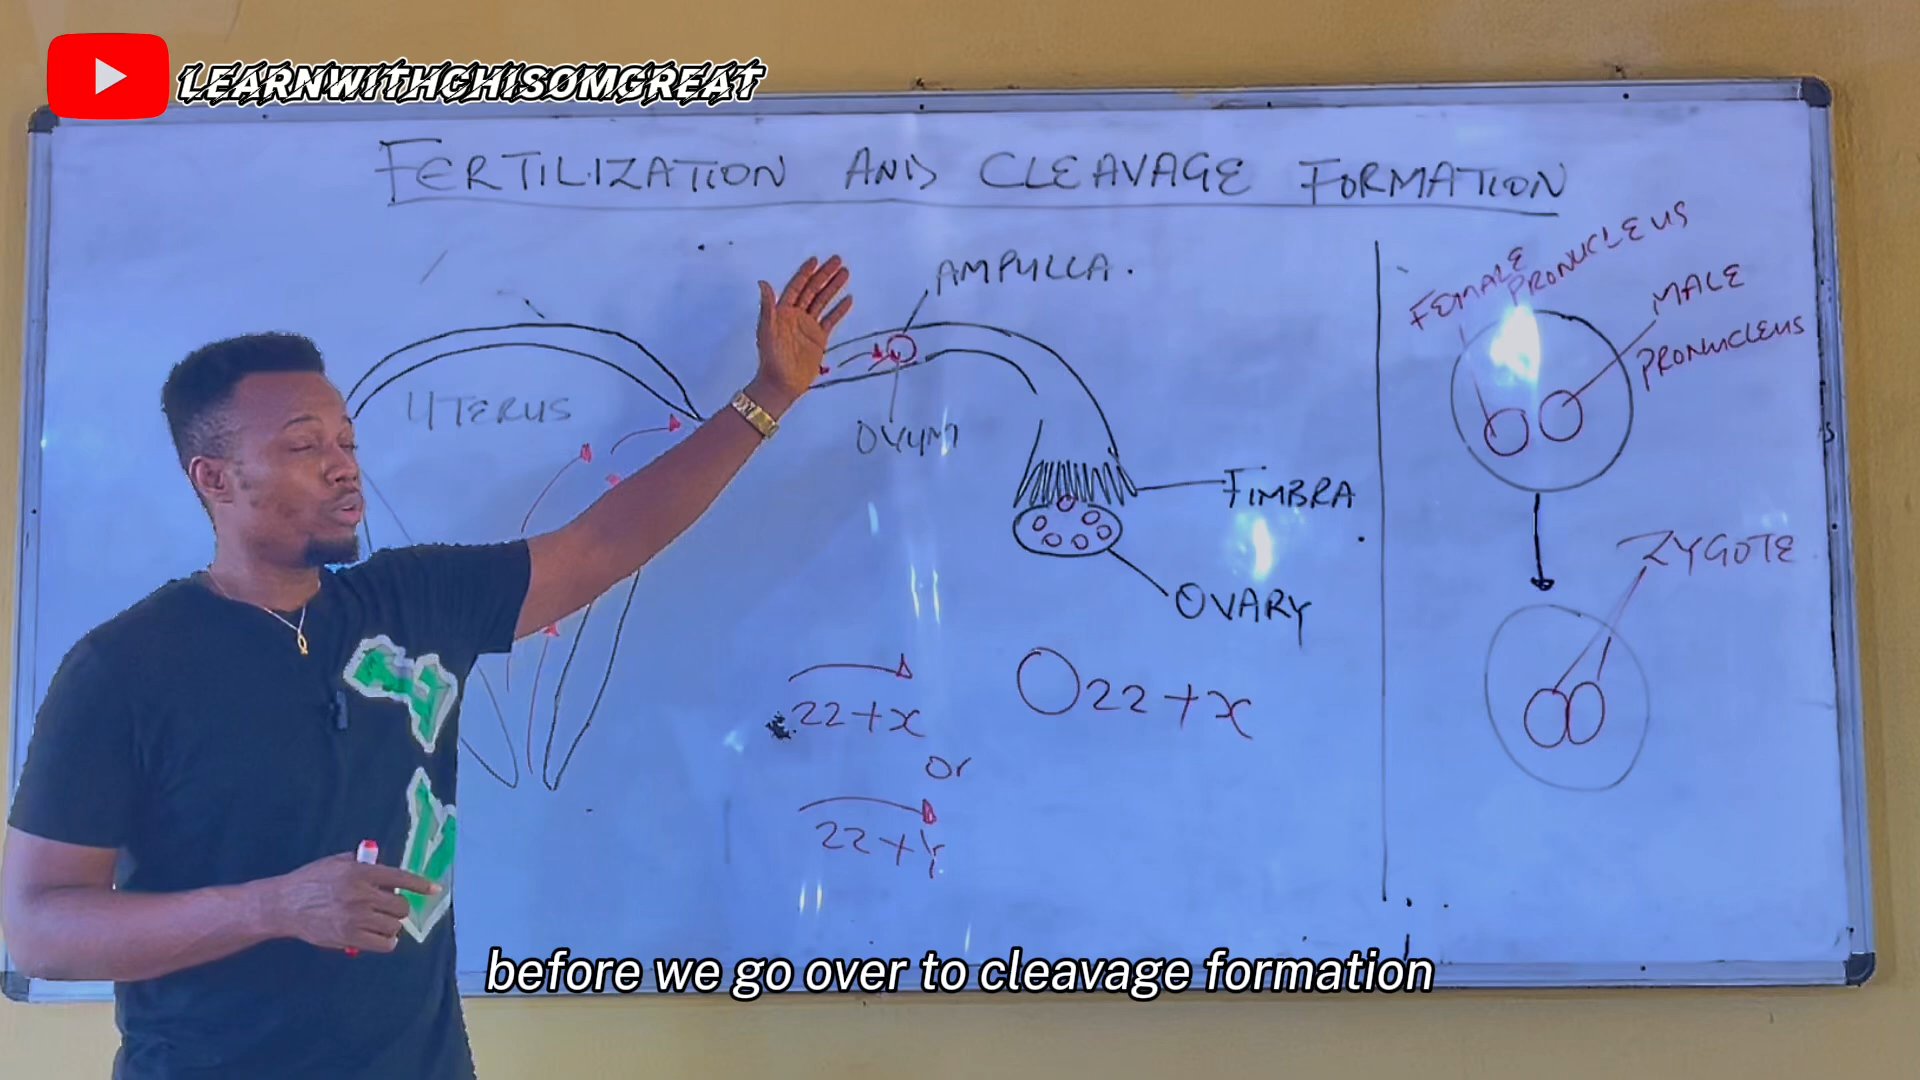 LEARNWITHCHISOMGREAT
FERTILIZATION AND CLEAVAGE FORMATION
AMPULLA.
UTERUS
OVUM
FIMBRA
OVARY
22+x
or
22+Y
22+x
FEMALE
PRONUCLEUS
MALE
PRONUCLEUS
ZYGOTE
before we go over to cleavage formation